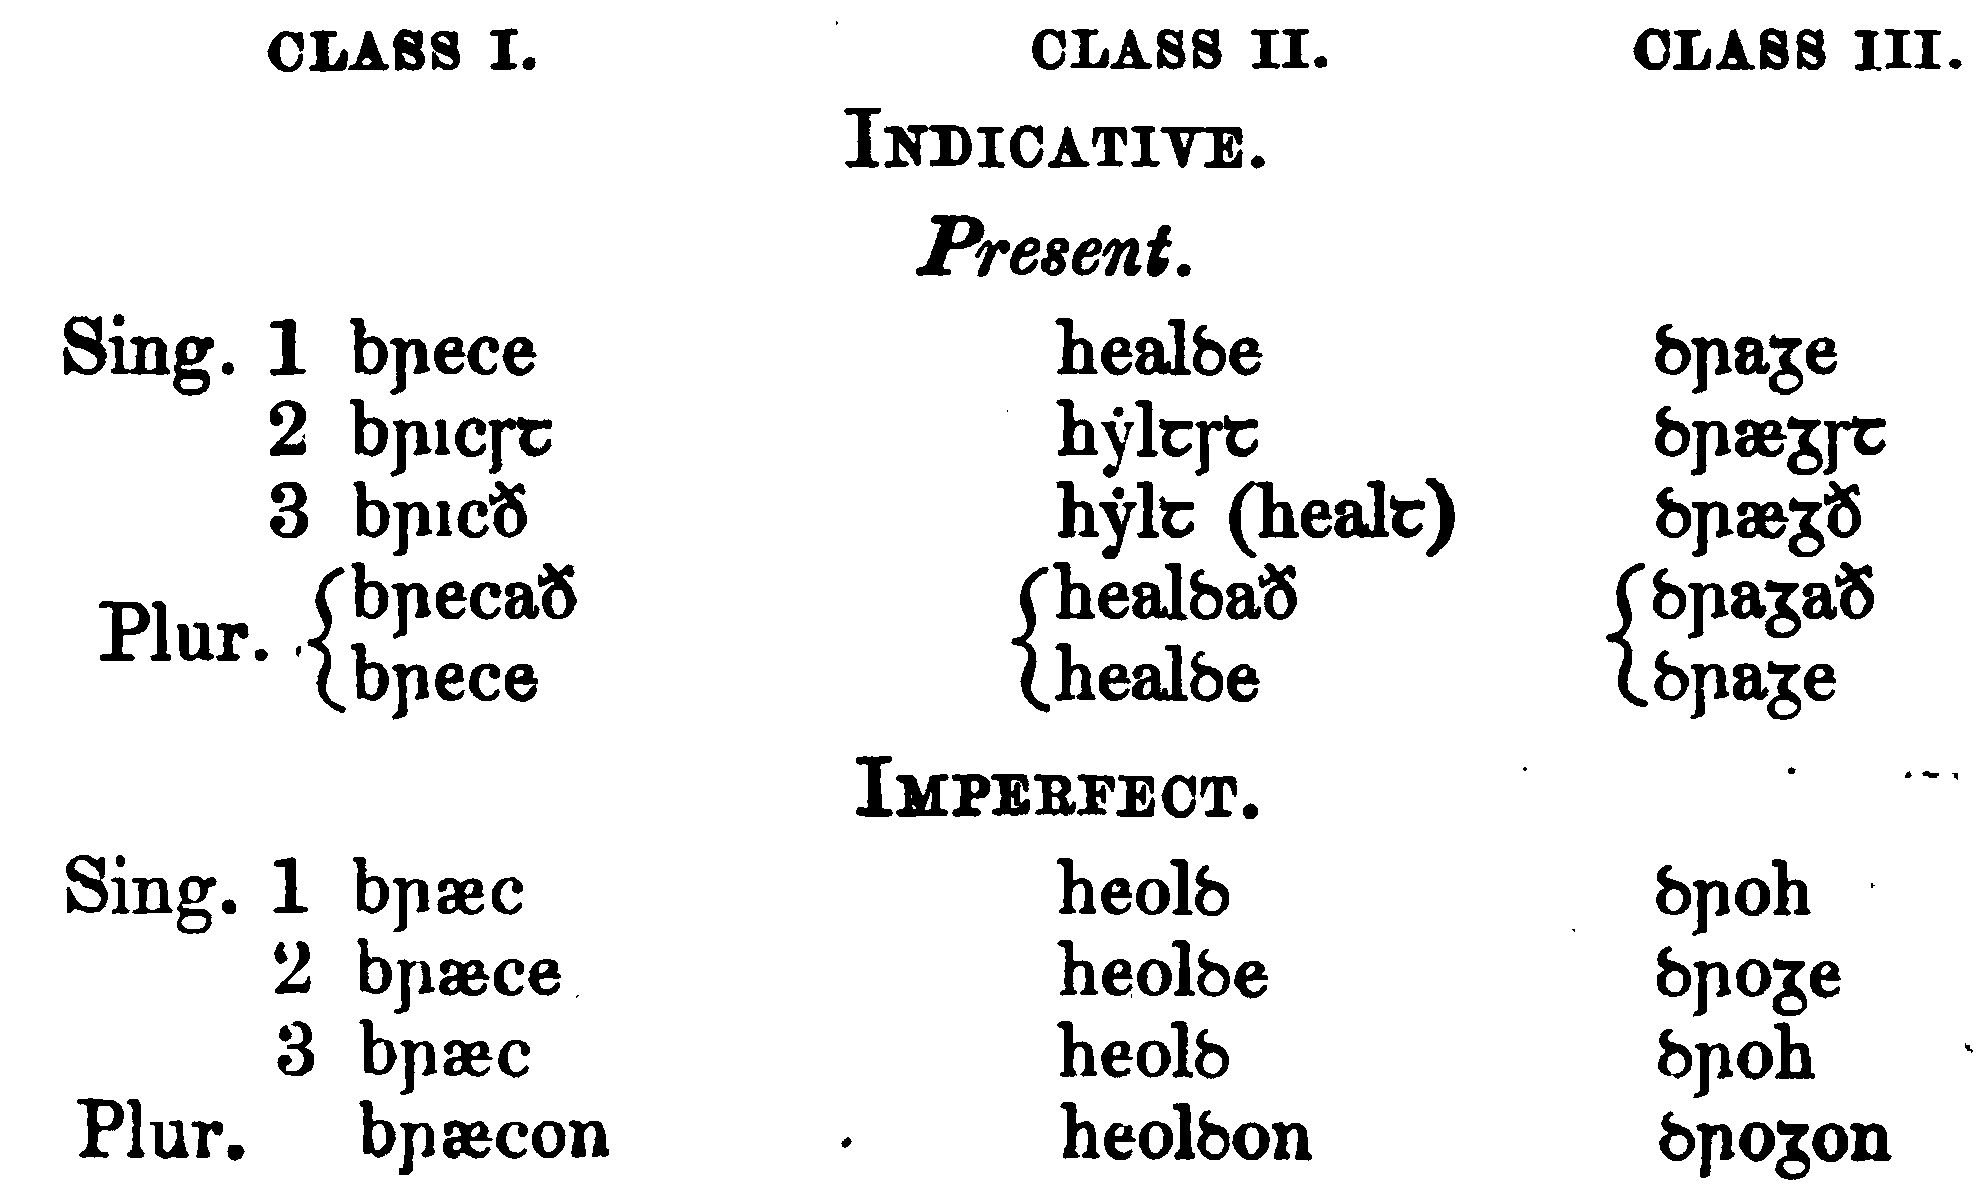 CLASS I. CLASS II. CLASS III.
INDICATIVE.
Present.
Sing. 1 bꞃece healꝺe ꝺꞃaᵹe
2 bꞃıcꞅꞇ hẏlꞇꞅꞇ ꝺꞃæᵹꞅꞇ
3 bꞃıcð hẏlꞇ (healꞇ) ꝺꞃæᵹð
Plur. { bꞃecað { healꝺað { ꝺꞃaᵹað
bꞃece healꝺe ꝺꞃaᵹe
IMPERFECT.
Sing. 1 bꞃæc heolꝺ ꝺꞃoh
2 bꞃæce heolꝺe ꝺꞃoᵹe
3 bꞃæc heolꝺ ꝺꞃoh
Plur. bꞃæcon heolꝺon ꝺꞃoᵹon